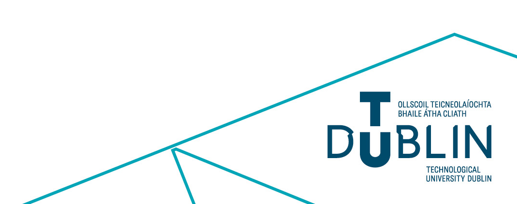 OLLSCOIL TEICNEOLAÍOCHTA
BHAILE ÁTHA CLIATH
TU DUBLIN
TECHNOLOGICAL
UNIVERSITY DUBLIN